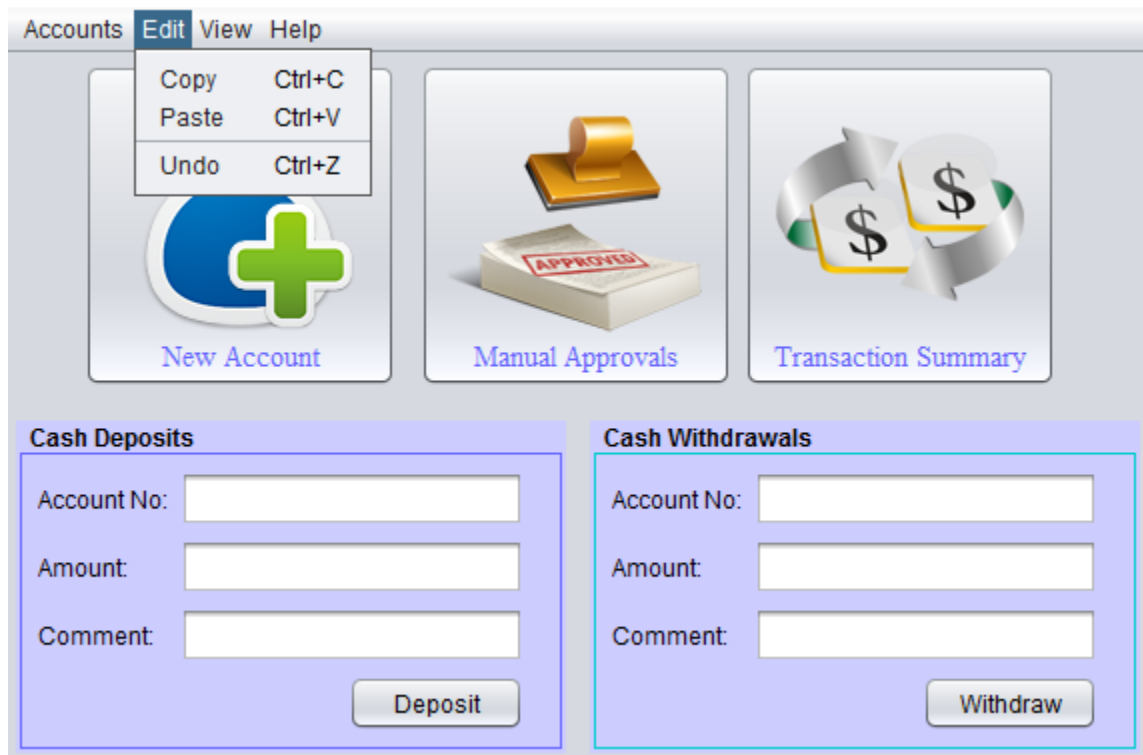 Accounts Edit View Help
Copy Ctrl+C
Paste Ctrl+V
Undo Ctrl+Z
APPROVED
$ $
New Account Manual Approvals Transaction Summary
Cash Deposits Cash Withdrawals
Account No: Account No:
Amount: Amount:
Comment: Comment:
Deposit Withdraw